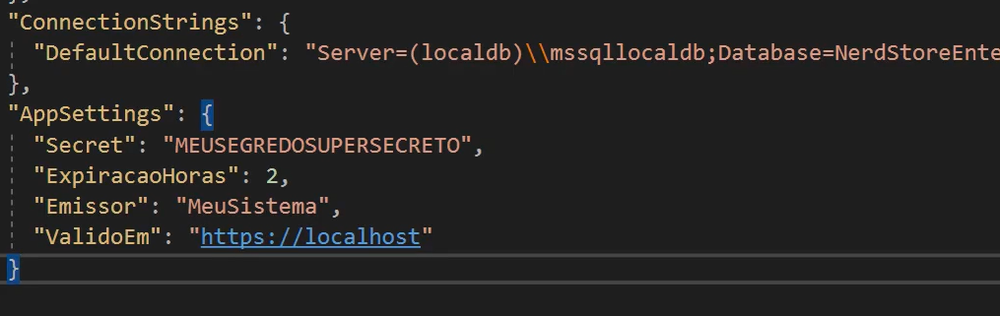 },
"ConnectionStrings": {
"DefaultConnection": "Server=(localdb)\\mssqllocaldb;Database=NerdStoreEnte
},
"AppSettings": {
"Secret": "MEUSEGREDOSUPERSECRETO",
"ExpiracaoHoras": 2,
"Emissor": "MeuSistema",
"ValidoEm": "https://localhost"
}